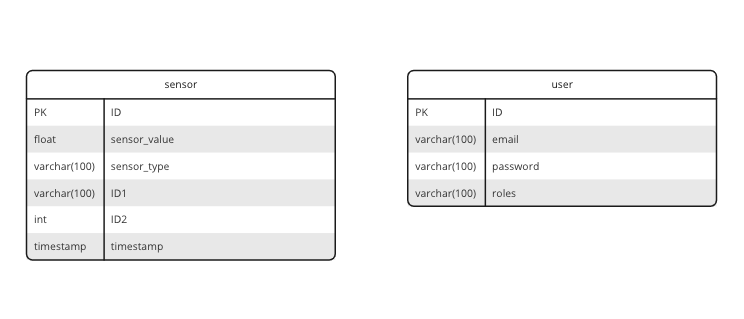 sensor
PK ID
float sensor_value
varchar(100) sensor_type
varchar(100) ID1
int ID2
timestamp timestamp
user
PK ID
varchar(100) email
varchar(100) password
varchar(100) roles